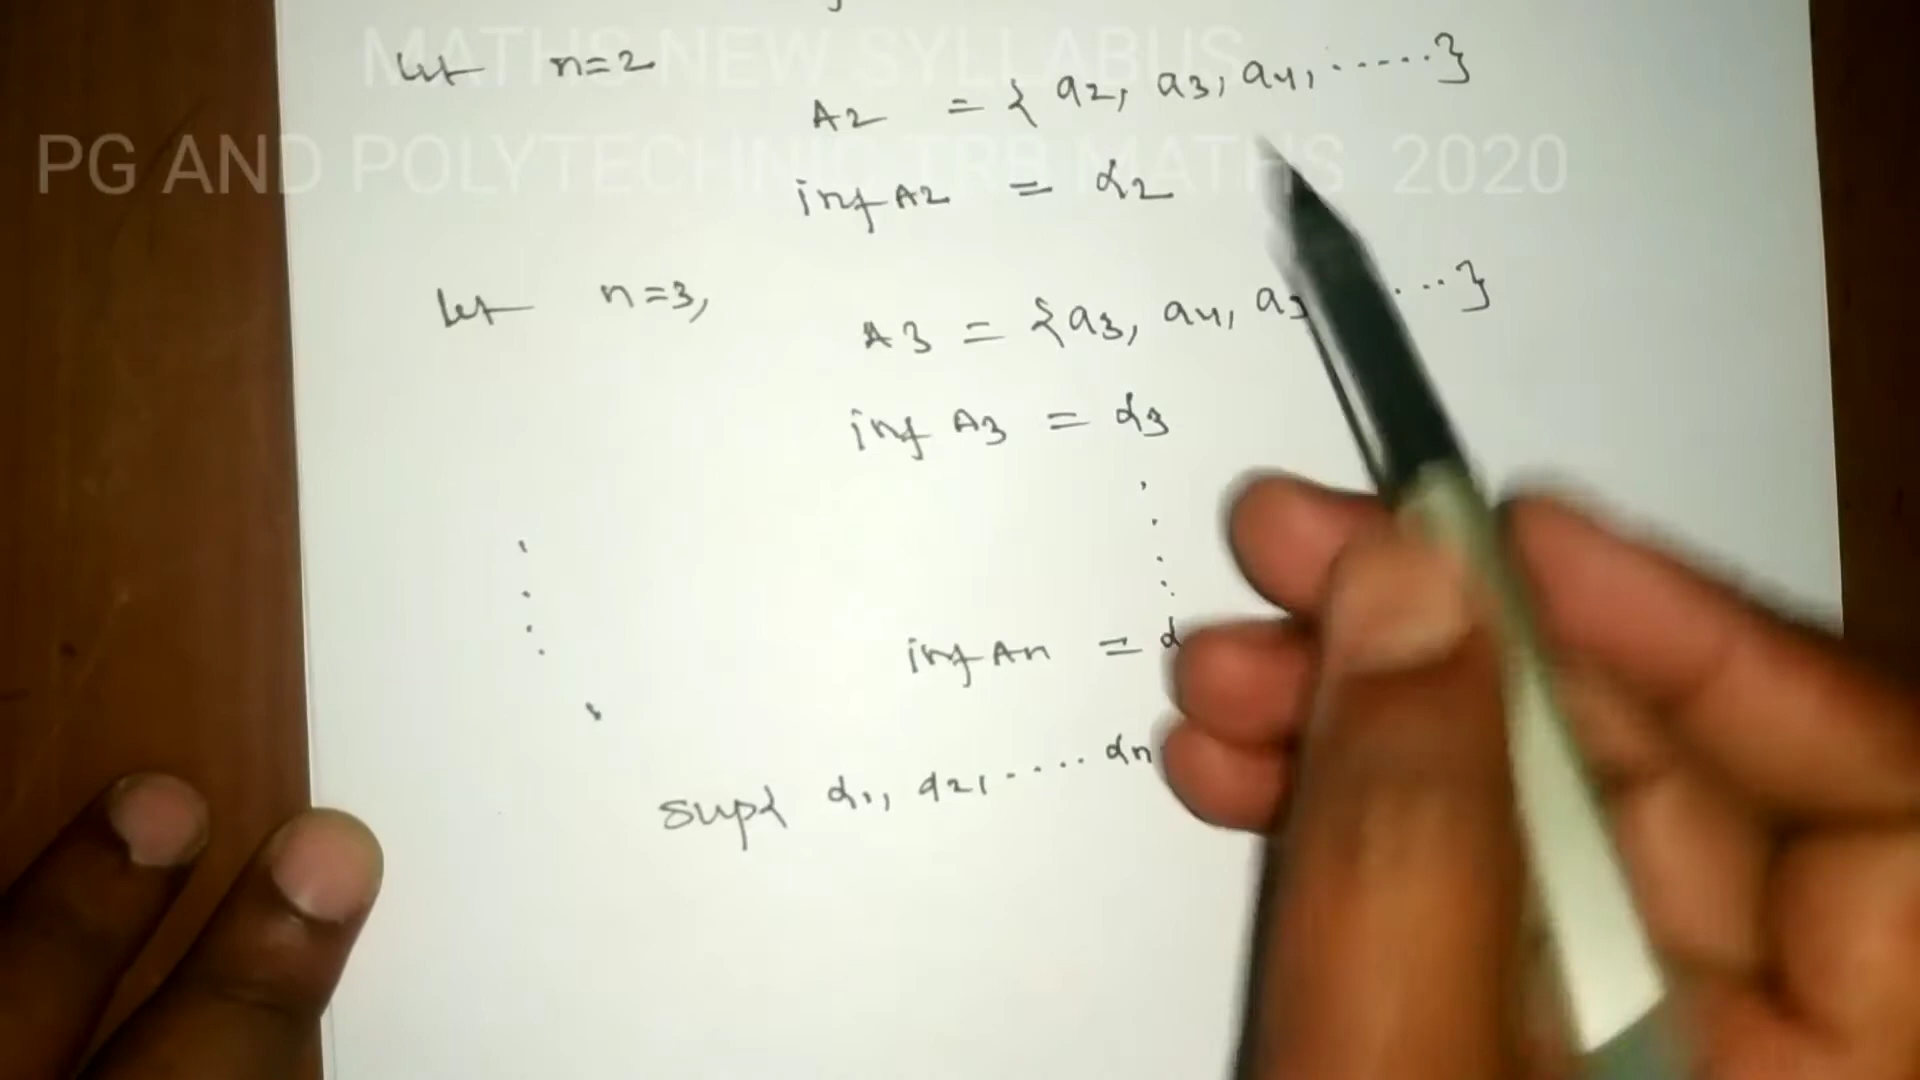 MATHS NEW SYLLABUS
let n=2
A2 = { a2, a3, a4, .....}
PG AND POLYTECHNIC TRB MATHS 2020
inf A2 = α2
let n=3,
A3 = {a3, a4, a3 ...}
inf A3 = α3
inf An = α
sup{ α1, α2, .... αn